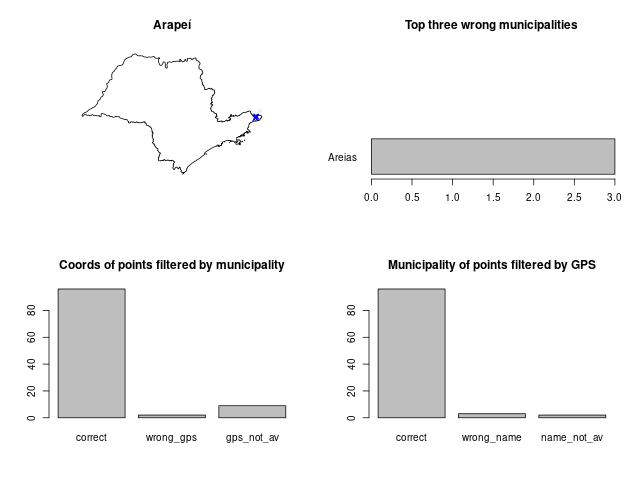 Arapeí
Top three wrong municipalities
Areias
0.0 0.5 1.0 1.5 2.0 2.5 3.0
Coords of points filtered by municipality
80
60
40
20
0
correct wrong_gps gps_not_av
Municipality of points filtered by GPS
80
60
40
20
0
correct wrong_name name_not_av